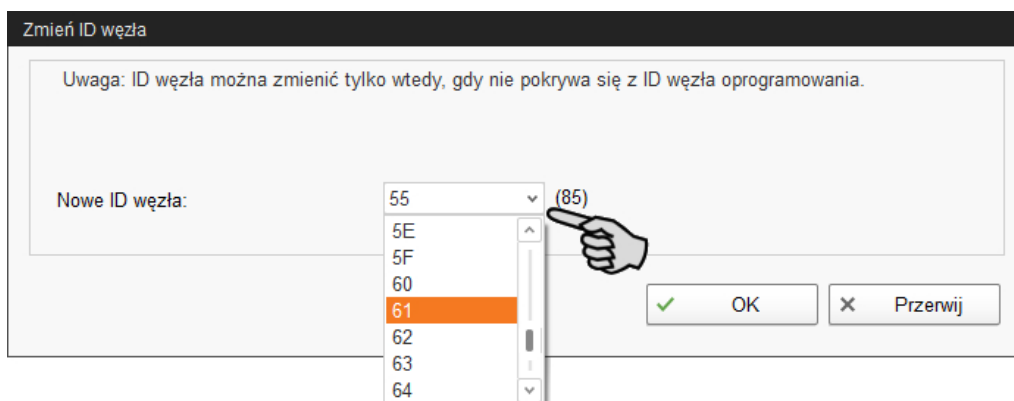 Zmień ID węzła
Uwaga: ID węzła można zmienić tylko wtedy, gdy nie pokrywa się z ID węzła oprogramowania.
Nowe ID węzła:
55
(85)
5E
5F
60
61
62
63
64
OK
Przerwij